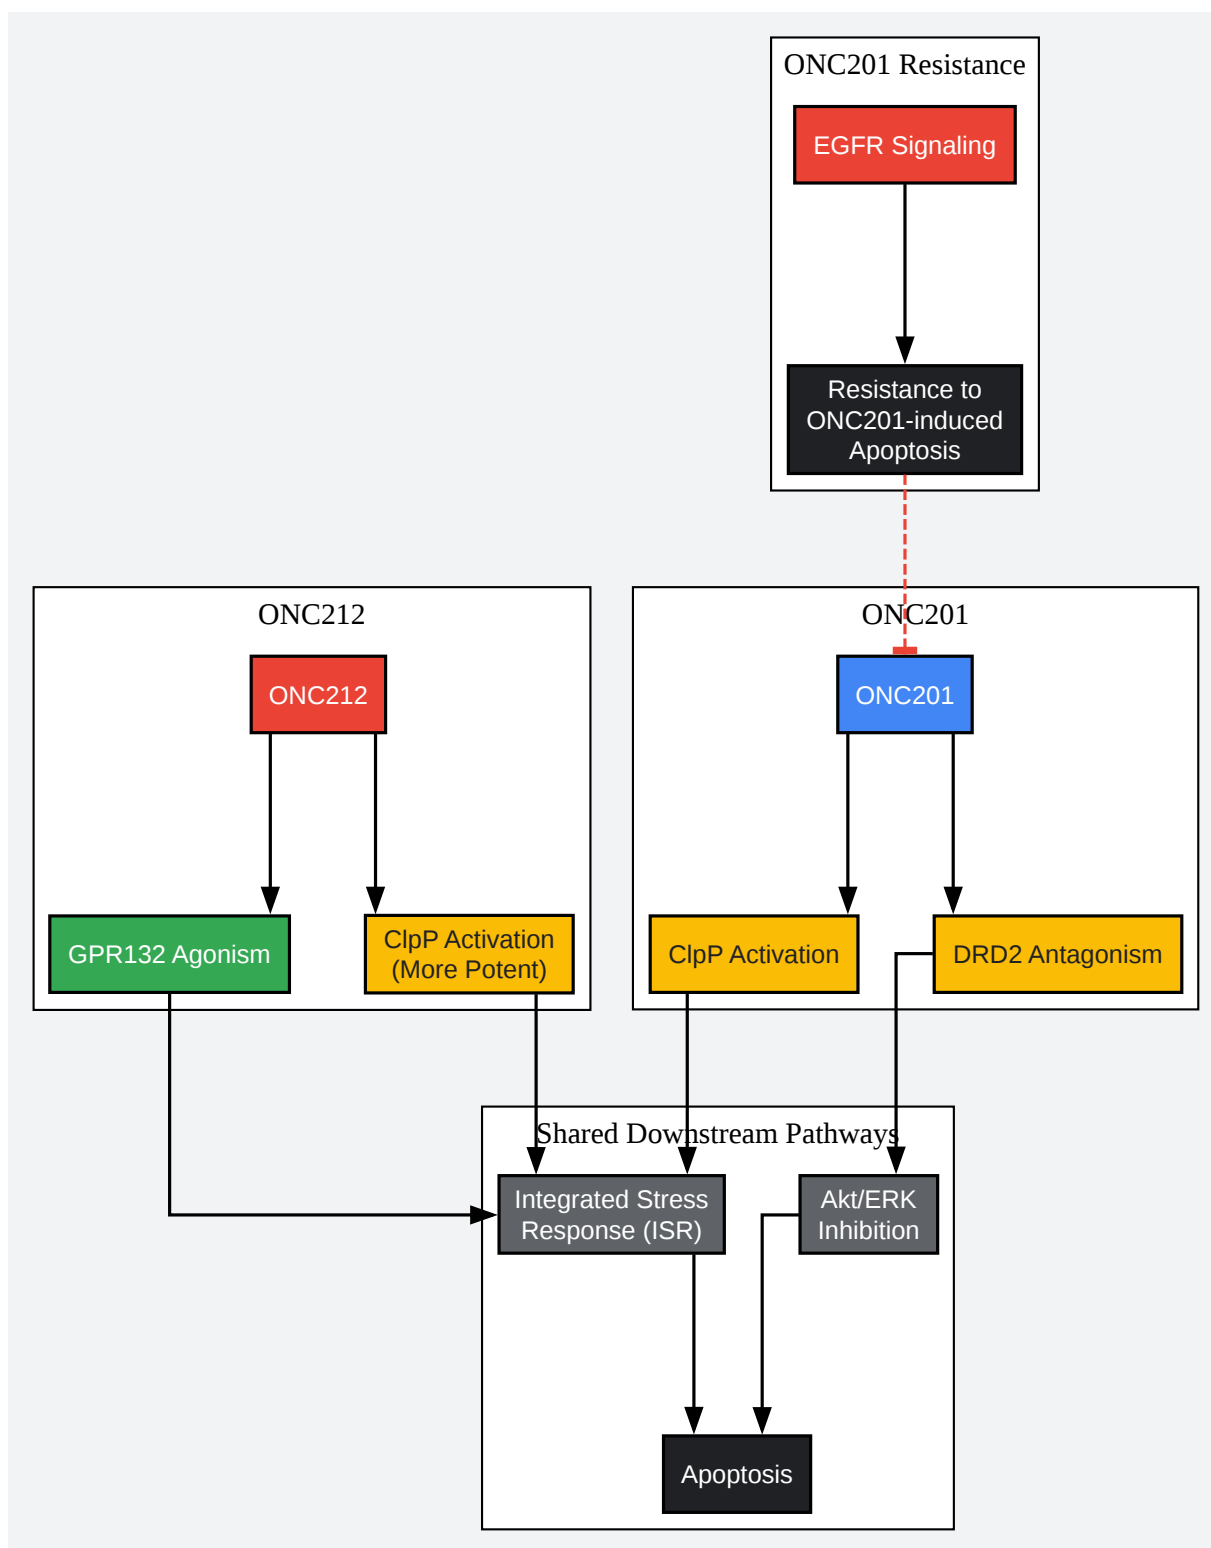 ONC201 Resistance
EGFR Signaling
Resistance to
ONC201-induced
Apoptosis
ONC212
ONC212
GPR132 Agonism
ClpP Activation
(More Potent)
ONC201
ONC201
ClpP Activation
DRD2 Antagonism
Shared Downstream Pathways
Integrated Stress
Response (ISR)
Akt/ERK
Inhibition
Apoptosis